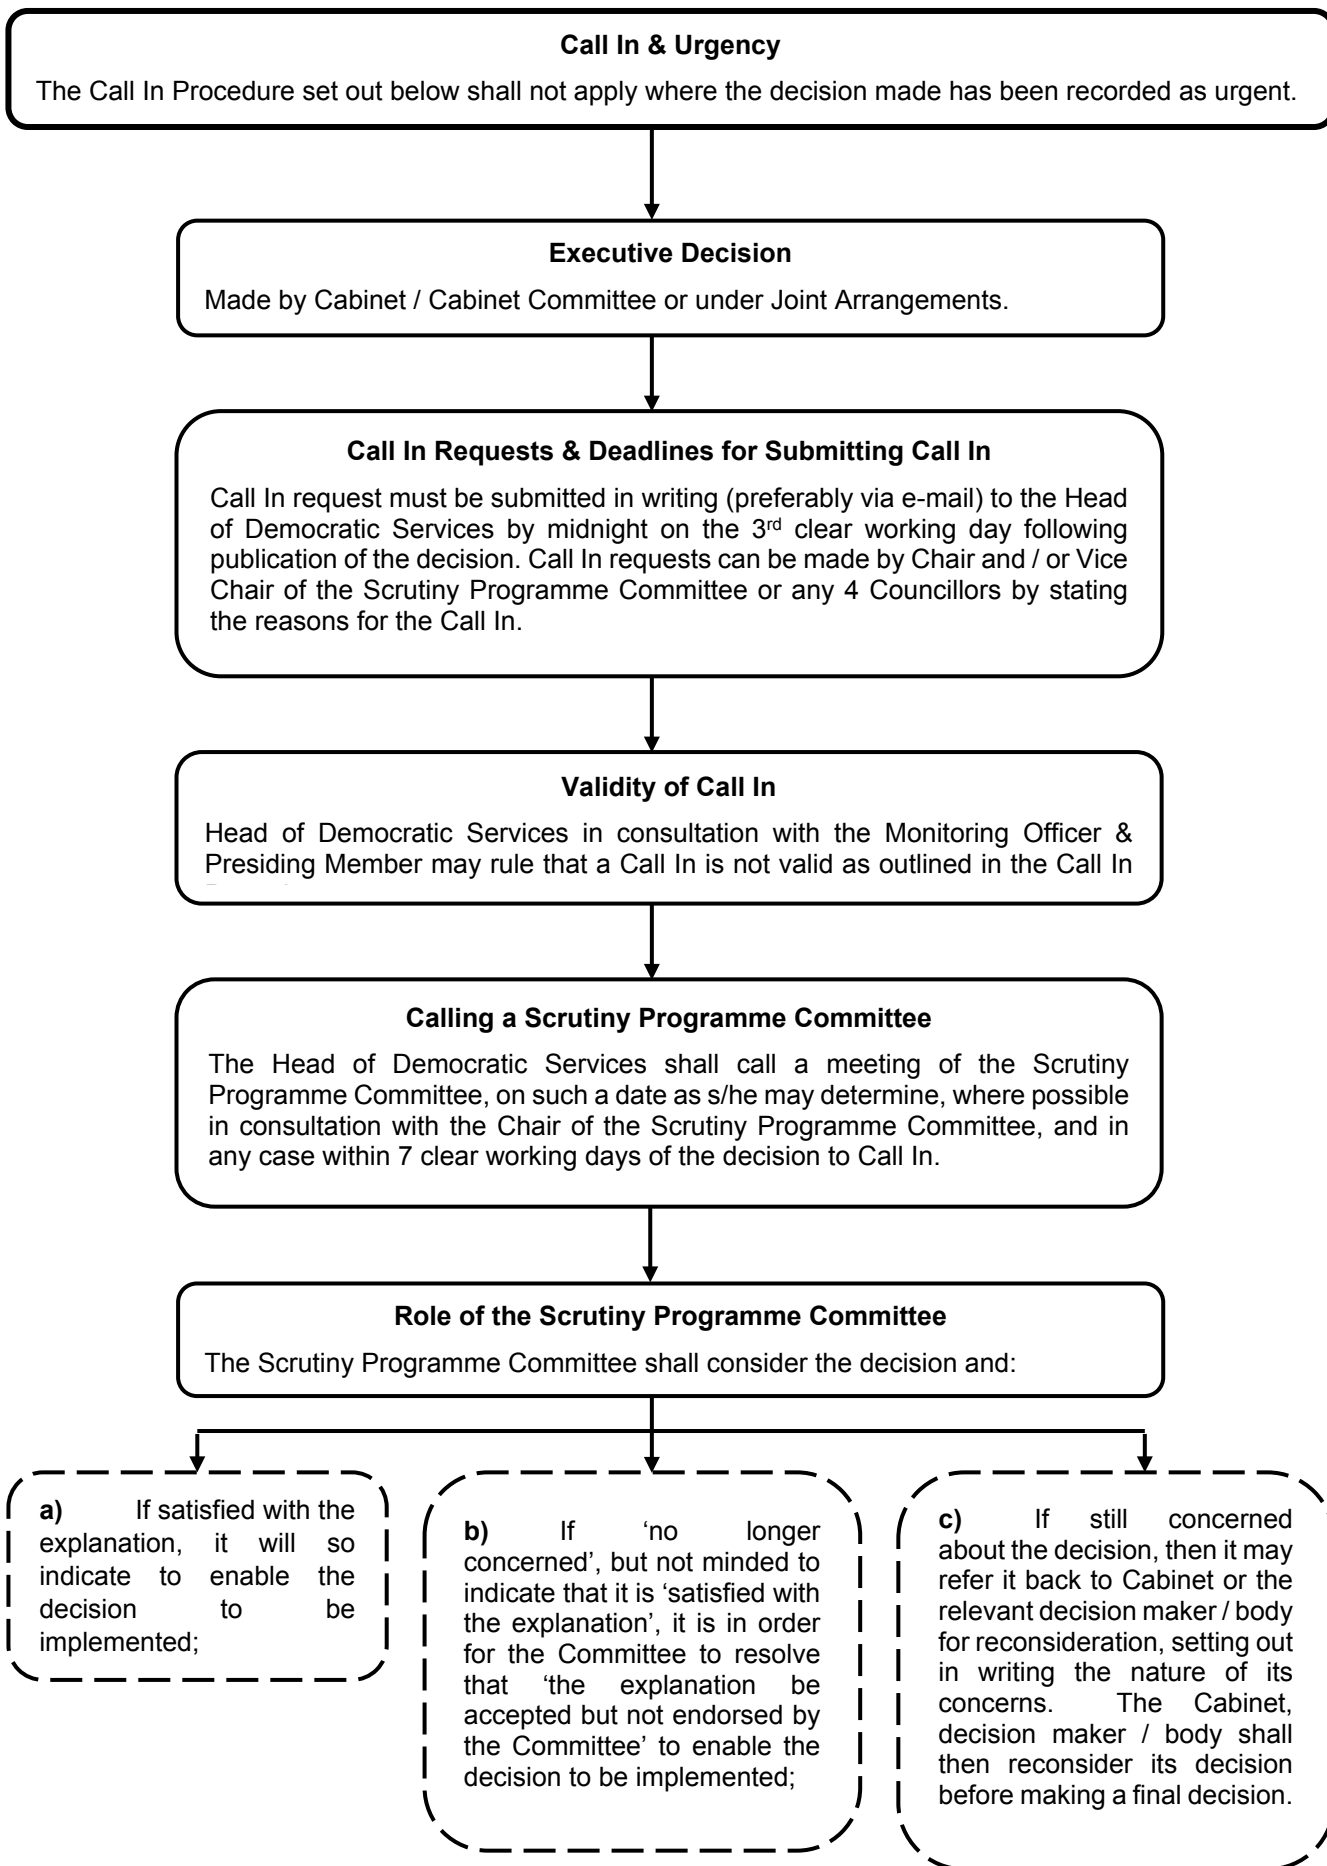 Call In & Urgency
The Call In Procedure set out below shall not apply where the decision made has been recorded as urgent.
Executive Decision
Made by Cabinet / Cabinet Committee or under Joint Arrangements.
Call In Requests & Deadlines for Submitting Call In
Call In request must be submitted in writing (preferably via e-mail) to the Head
of Democratic Services by midnight on the 3rd clear working day following
publication of the decision. Call In requests can be made by Chair and / or Vice
Chair of the Scrutiny Programme Committee or any 4 Councillors by stating
the reasons for the Call In.
Validity of Call In
Head of Democratic Services in consultation with the Monitoring Officer &
Presiding Member may rule that a Call In is not valid as outlined in the Call In
Calling a Scrutiny Programme Committee
The Head of Democratic Services shall call a meeting of the Scrutiny
Programme Committee, on such a date as s/he may determine, where possible
in consultation with the Chair of the Scrutiny Programme Committee, and in
any case within 7 clear working days of the decision to Call In.
Role of the Scrutiny Programme Committee
The Scrutiny Programme Committee shall consider the decision and:
a) If satisfied with the
explanation, it will so
indicate to enable the
decision to be
implemented;
b) If ‘no longer
concerned’, but not minded to
indicate that it is ‘satisfied with
the explanation’, it is in order
for the Committee to resolve
that ‘the explanation be
accepted but not endorsed by
the Committee’ to enable the
decision to be implemented;
c) If still concerned
about the decision, then it may
refer it back to Cabinet or the
relevant decision maker / body
for reconsideration, setting out
in writing the nature of its
concerns. The Cabinet,
decision maker / body shall
then reconsider its decision
before making a final decision.